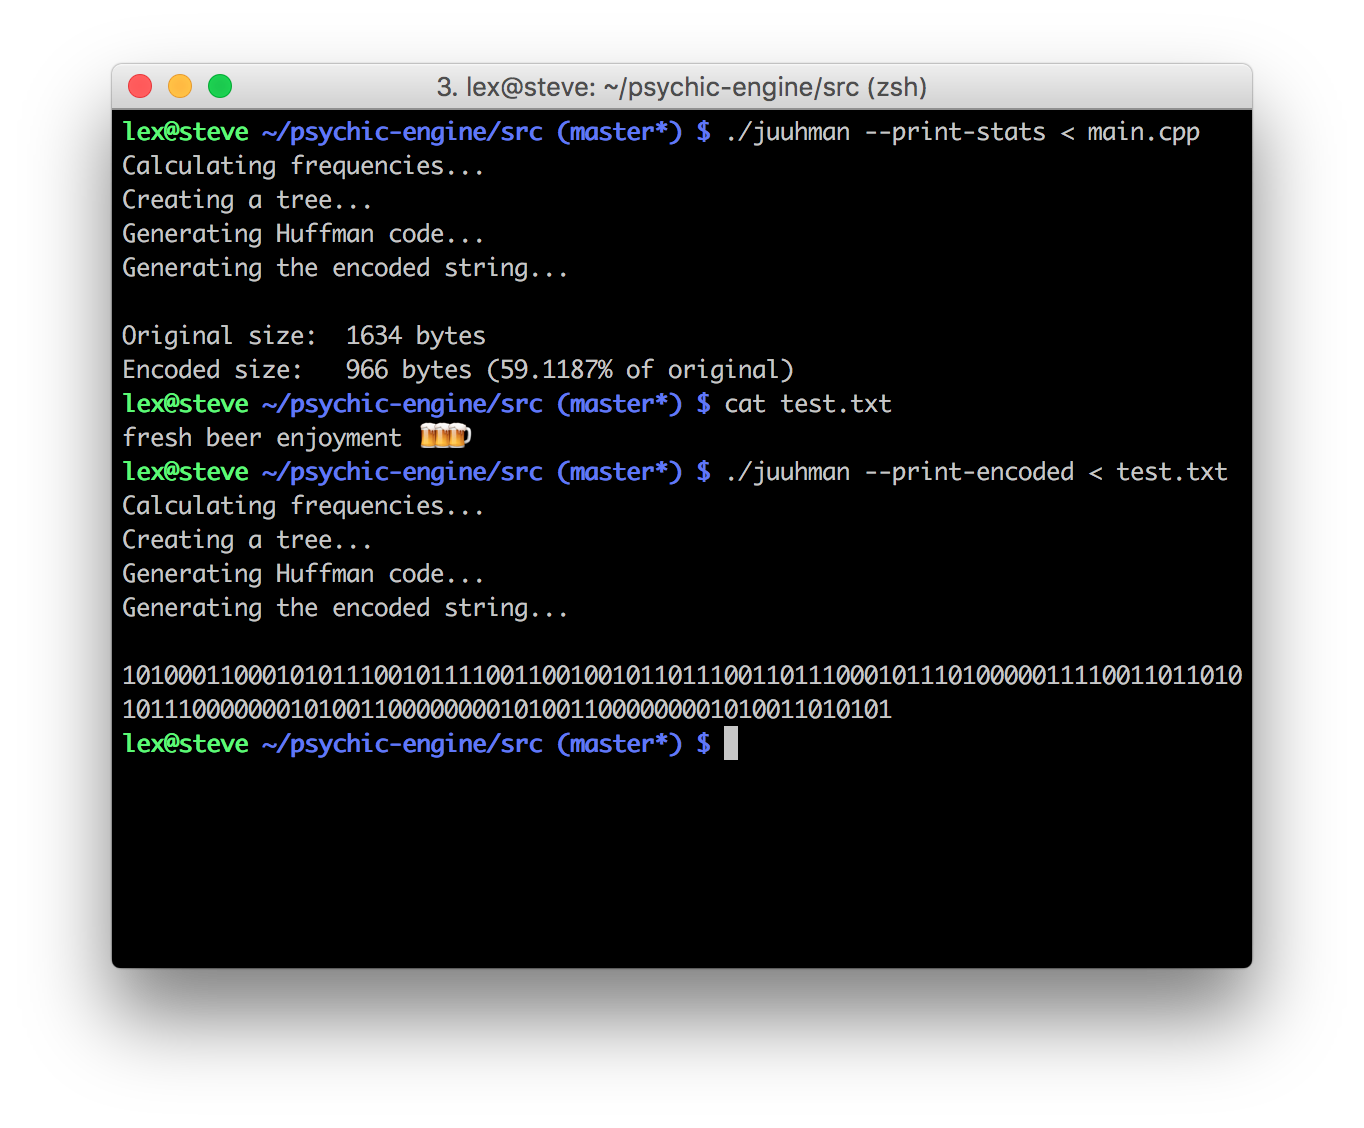 3. lex@steve: ~/psychic-engine/src (zsh)
lex@steve ~/psychic-engine/src (master*) $ ./juuhman --print-stats < main.cpp
Calculating frequencies...
Creating a tree...
Generating Huffman code...
Generating the encoded string...
Original size:  1634 bytes
Encoded size:   966 bytes (59.1187% of original)
lex@steve ~/psychic-engine/src (master*) $ cat test.txt
fresh beer enjoyment 🍺🍺🍺
lex@steve ~/psychic-engine/src (master*) $ ./juuhman --print-encoded < test.txt
Calculating frequencies...
Creating a tree...
Generating Huffman code...
Generating the encoded string...
10100011000101011100101111001100100101101110011011100010111010000011111001101101​0
1011100000001010011000000001010011000000001010011010101
lex@steve ~/psychic-engine/src (master*) $